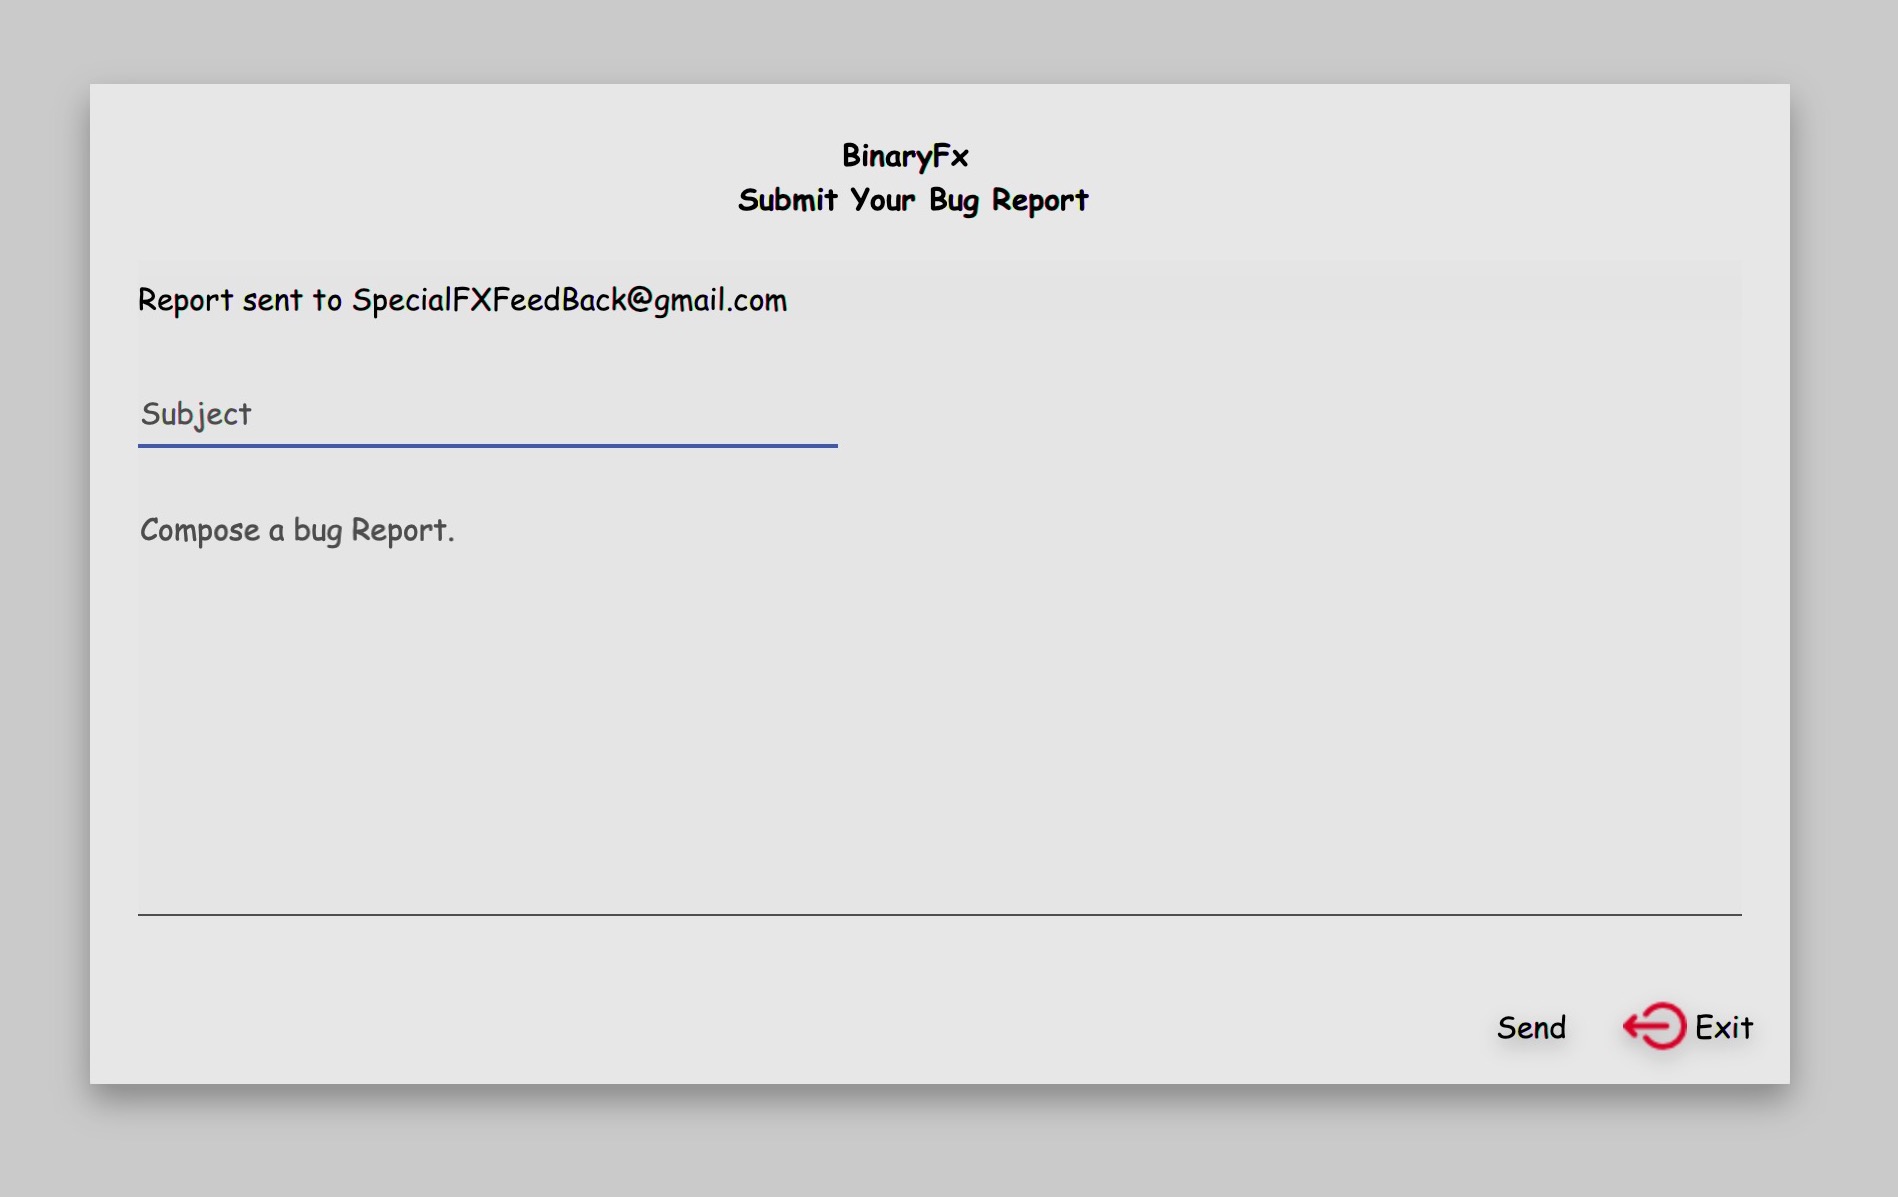 BinaryFx
Submit Your Bug Report
Report sent to SpecialFXFeedBack@gmail.com
Subject
Compose a bug Report.
Send
Exit